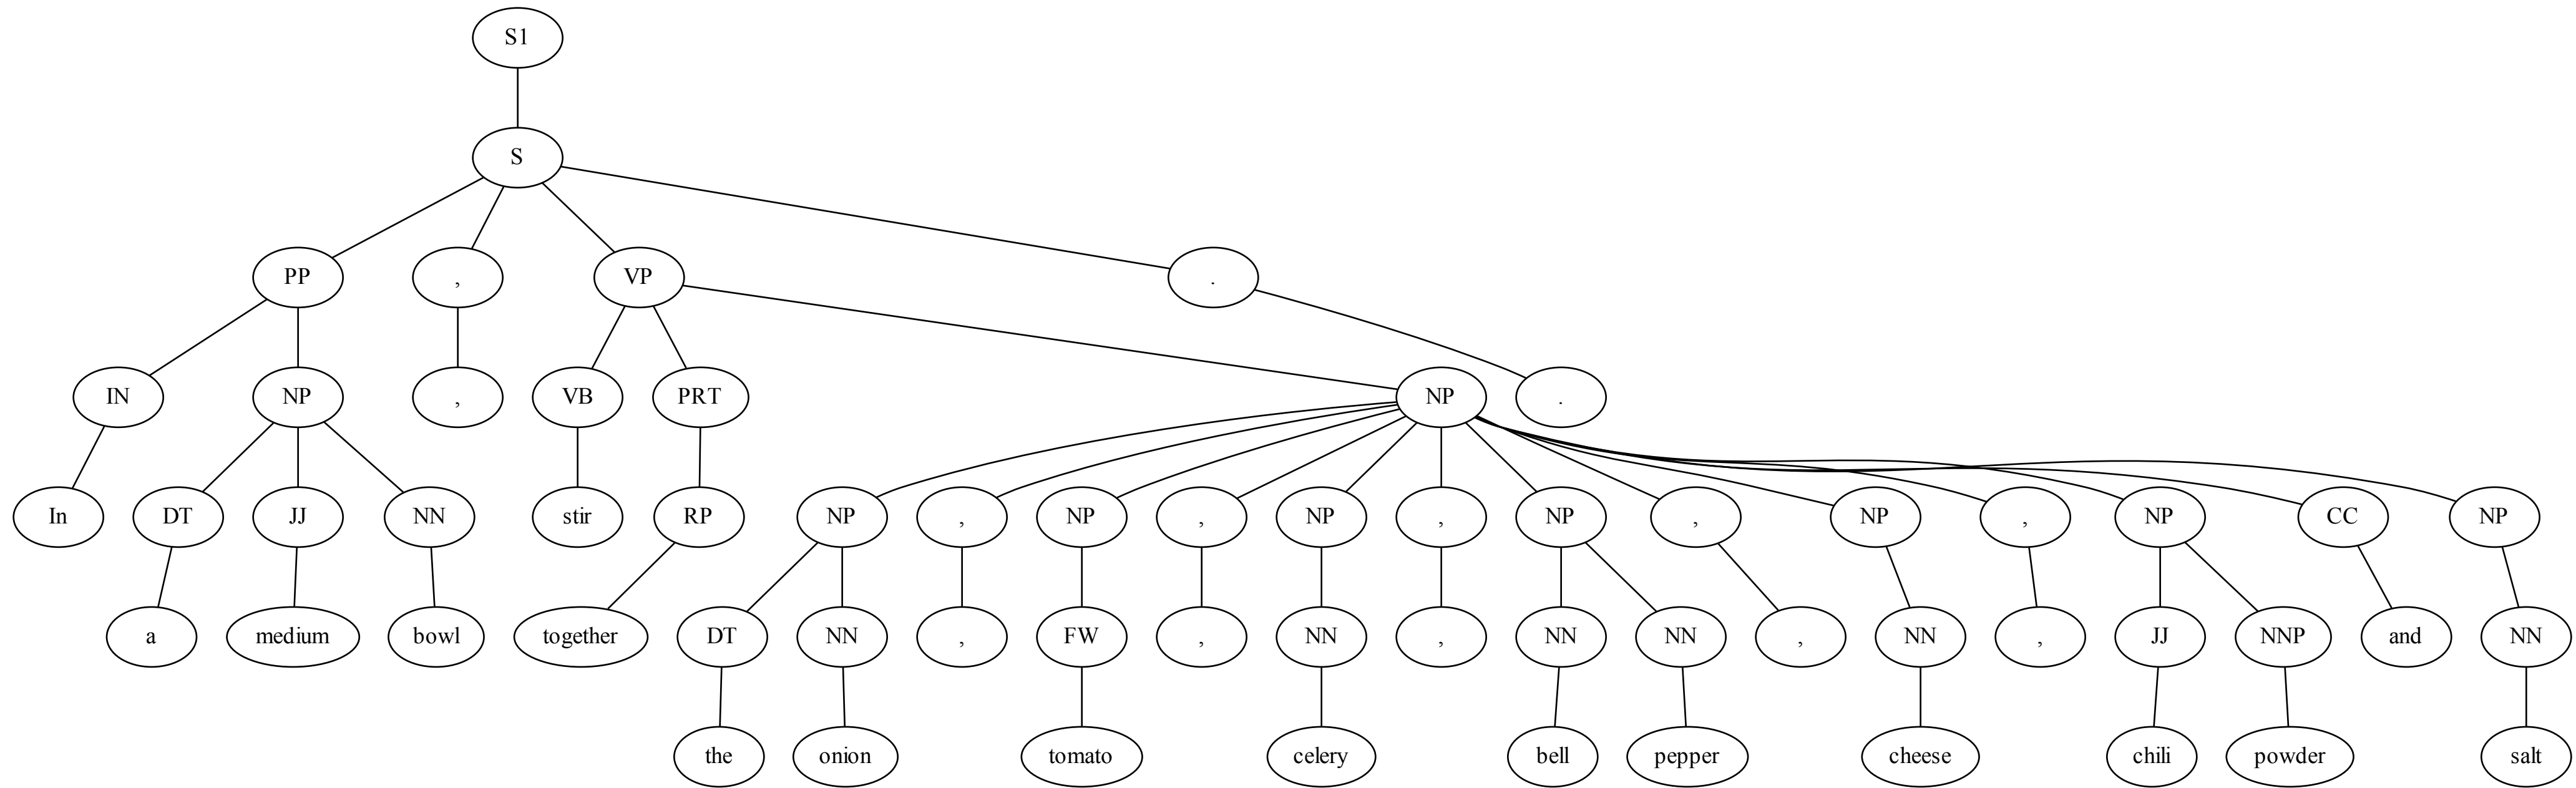 S1
S
PP , VP .
IN NP , VB PRT NP .
In DT JJ NN stir RP NP , NP , NP , NP , NP , NP CC NP
a medium bowl together DT NN , FW , NN , NN NN , NN , JJ NNP and NN
the onion tomato celery bell pepper cheese chili powder salt